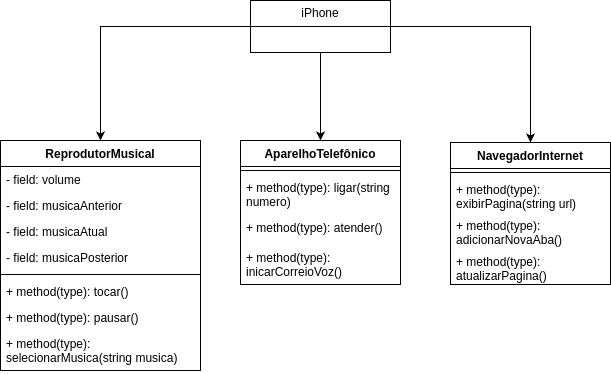 iPhone
ReprodutorMusical
- field: volume
- field: musicaAnterior
- field: musicaAtual
- field: musicaPosterior
+ method(type): tocar()
+ method(type): pausar()
+ method(type):
selecionarMusica(string musica)
AparelhoTelefônico
+ method(type): ligar(string
numero)
+ method(type): atender()
+ method(type):
inicarCorreioVoz()
NavegadorInternet
+ method(type):
exibirPagina(string url)
+ method(type):
adicionarNovaAba()
+ method(type):
atualizarPagina()